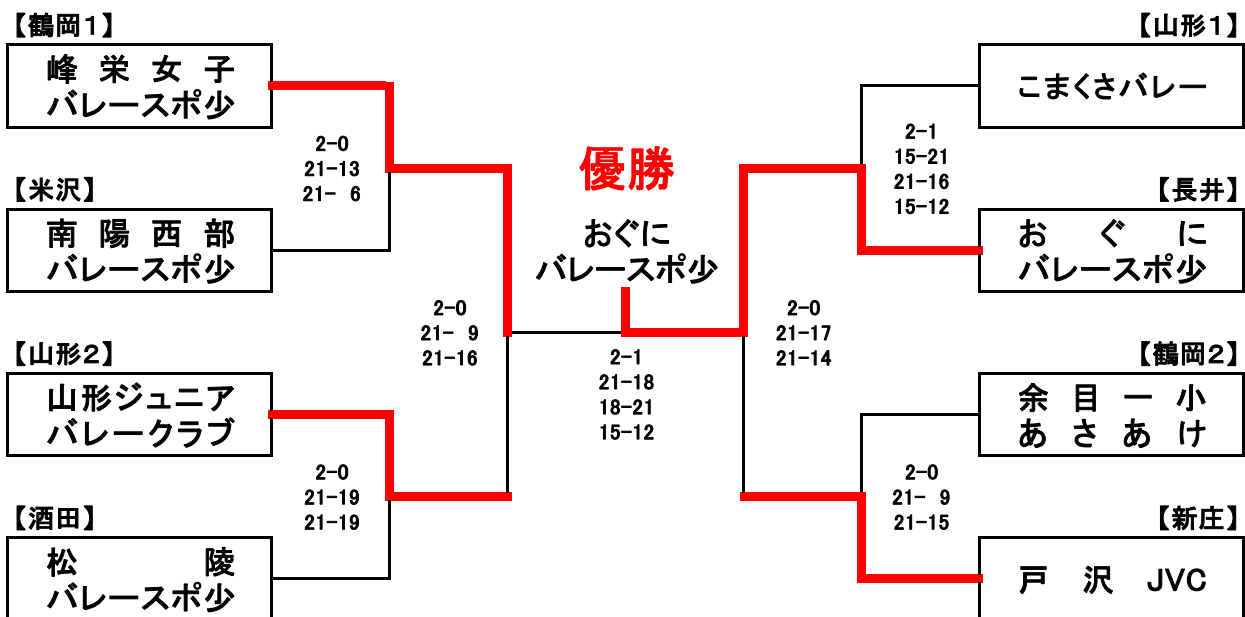 【鶴岡1】
峰栄女子
バレースポ少
【米沢】
南陽西部
バレースポ少
【山形2】
山形ジュニア
バレークラブ
【酒田】
松陵
バレースポ少
2-0
21-13
21- 6
2-0
21-19
21-19
2-0
21- 9
21-16
優勝
おぐに
バレースポ少
2-1
21-18
18-21
15-12
2-0
21-17
21-14
2-1
15-21
21-16
15-12
2-0
21- 9
21-15
【山形1】
こまくさバレー
【長井】
おぐに
バレースポ少
【鶴岡2】
余目一小
あさあけ
【新庄】
戸沢 JVC